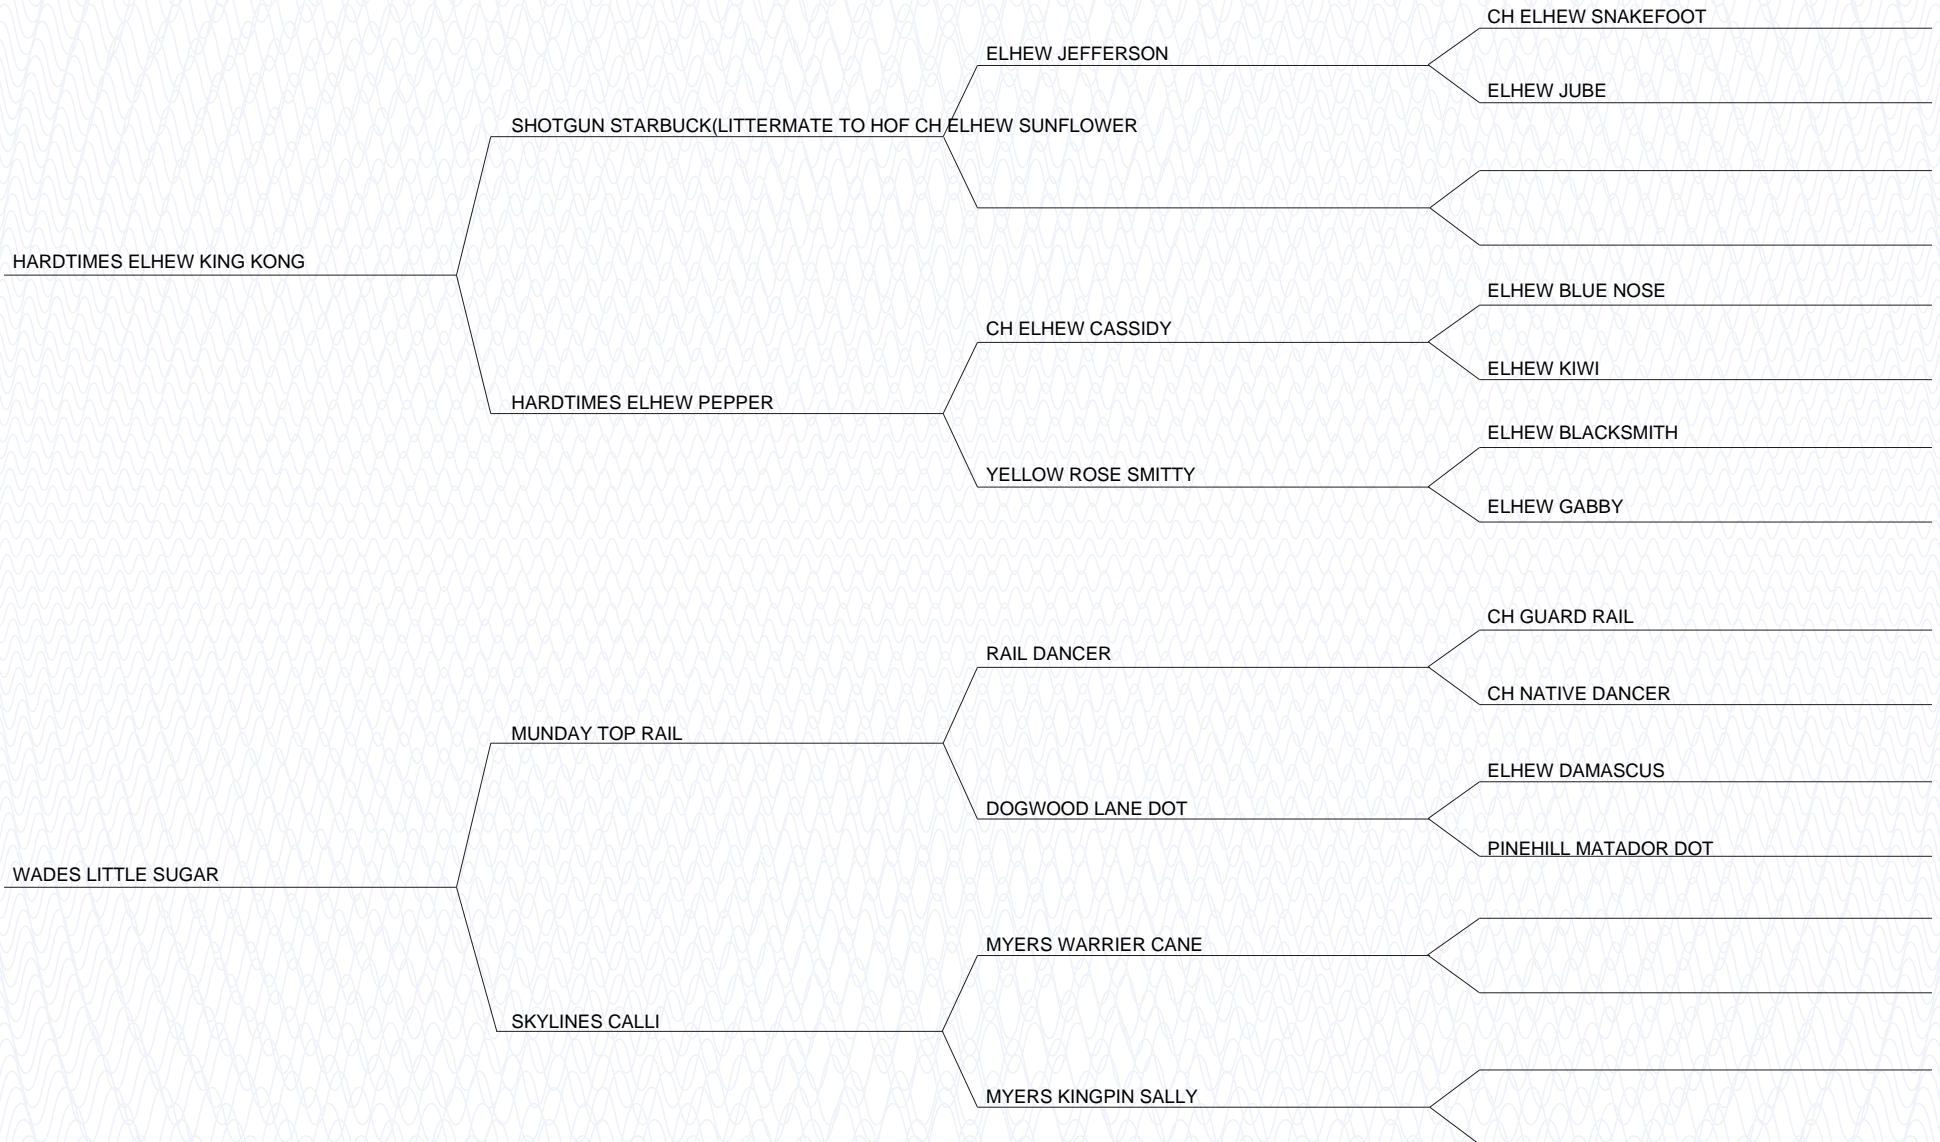 CH ELHEW SNAKEFOOT
ELHEW JEFFERSON
ELHEW JUBE
SHOTGUN STARBUCK(LITTERMATE TO HOF CH ELHEW SUNFLOWER
HARDTIMES ELHEW KING KONG
ELHEW BLUE NOSE
CH ELHEW CASSIDY
ELHEW KIWI
HARDTIMES ELHEW PEPPER
ELHEW BLACKSMITH
YELLOW ROSE SMITTY
ELHEW GABBY
CH GUARD RAIL
RAIL DANCER
CH NATIVE DANCER
MUNDAY TOP RAIL
ELHEW DAMASCUS
DOGWOOD LANE DOT
PINEHILL MATADOR DOT
WADES LITTLE SUGAR
MYERS WARRIER CANE
SKYLINES CALLI
MYERS KINGPIN SALLY